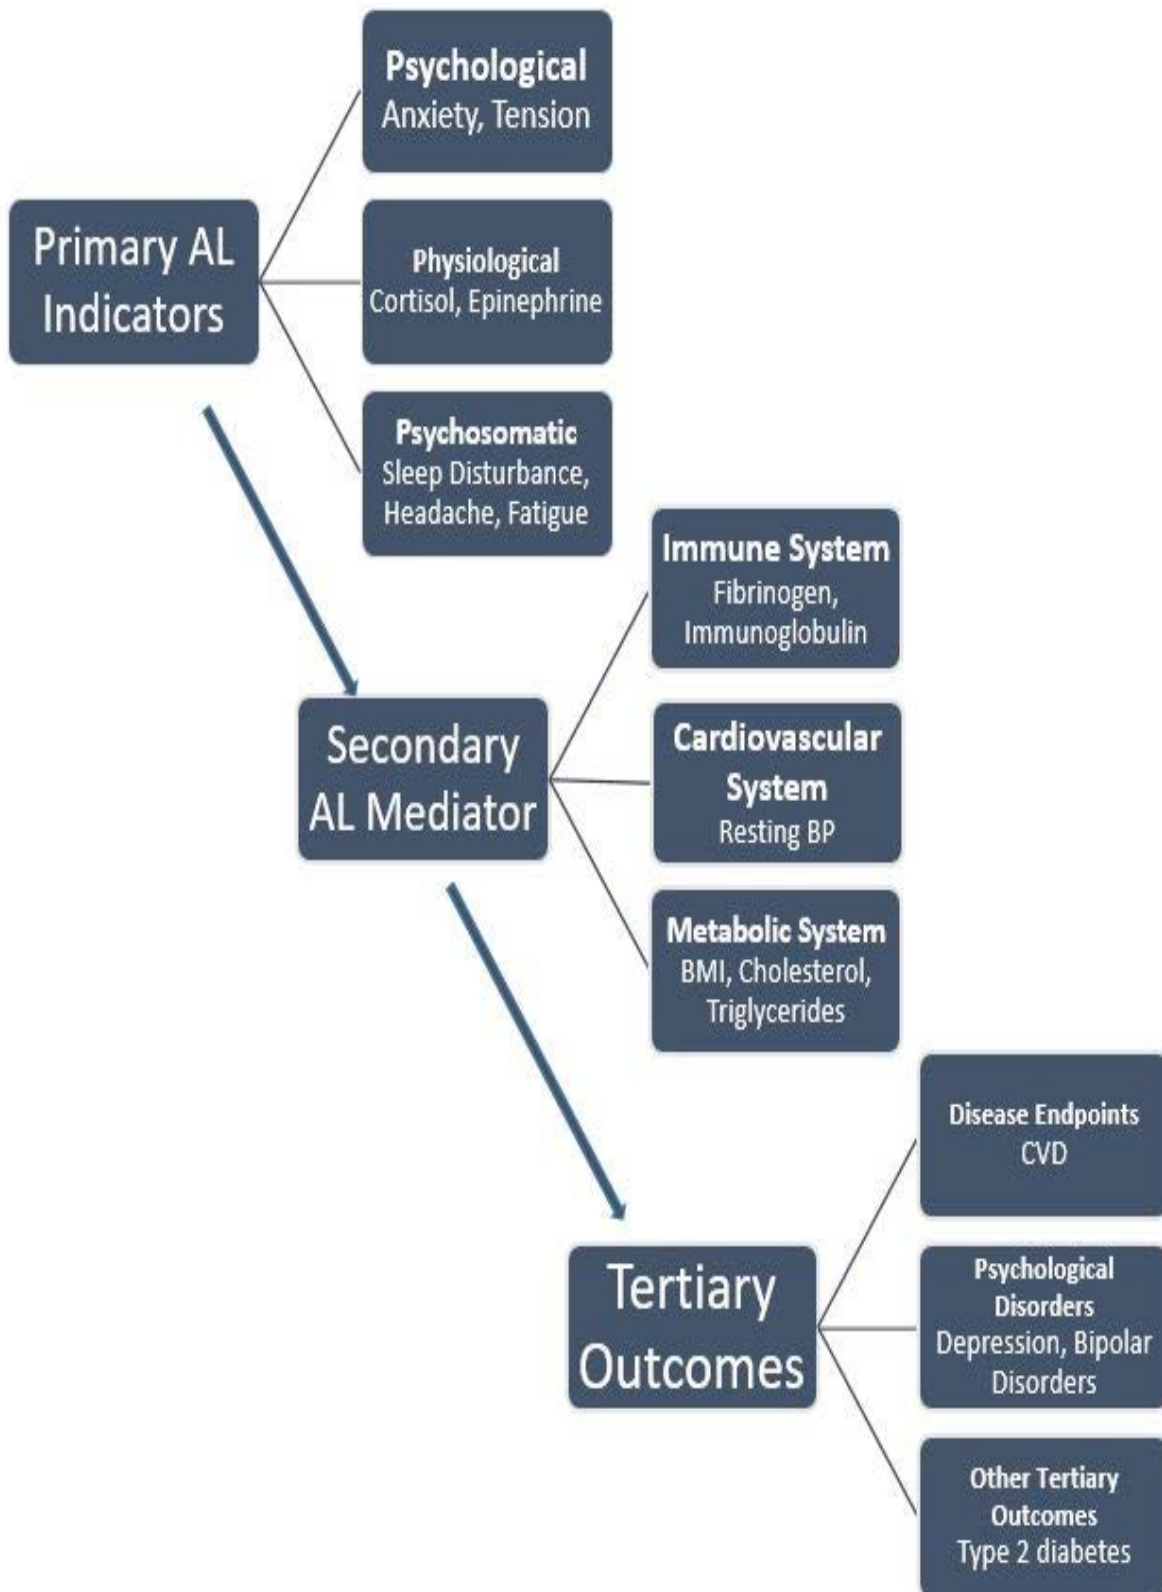 Psychological
Anxiety, Tension
Primary AL
Indicators
Physiological
Cortisol, Epinephrine
Psychosomatic
Sleep Disturbance,
Headache, Fatigue
Immune System
Fibrinogen,
Immunoglobulin
Secondary
AL Mediator
Cardiovascular
System
Resting BP
Metabolic System
BMI, Cholesterol,
Triglycerides
Disease Endpoints
CVD
Tertiary
Outcomes
Psychological
Disorders
Depression, Bipolar
Disorders
Other Tertiary
Outcomes
Type 2 diabetes